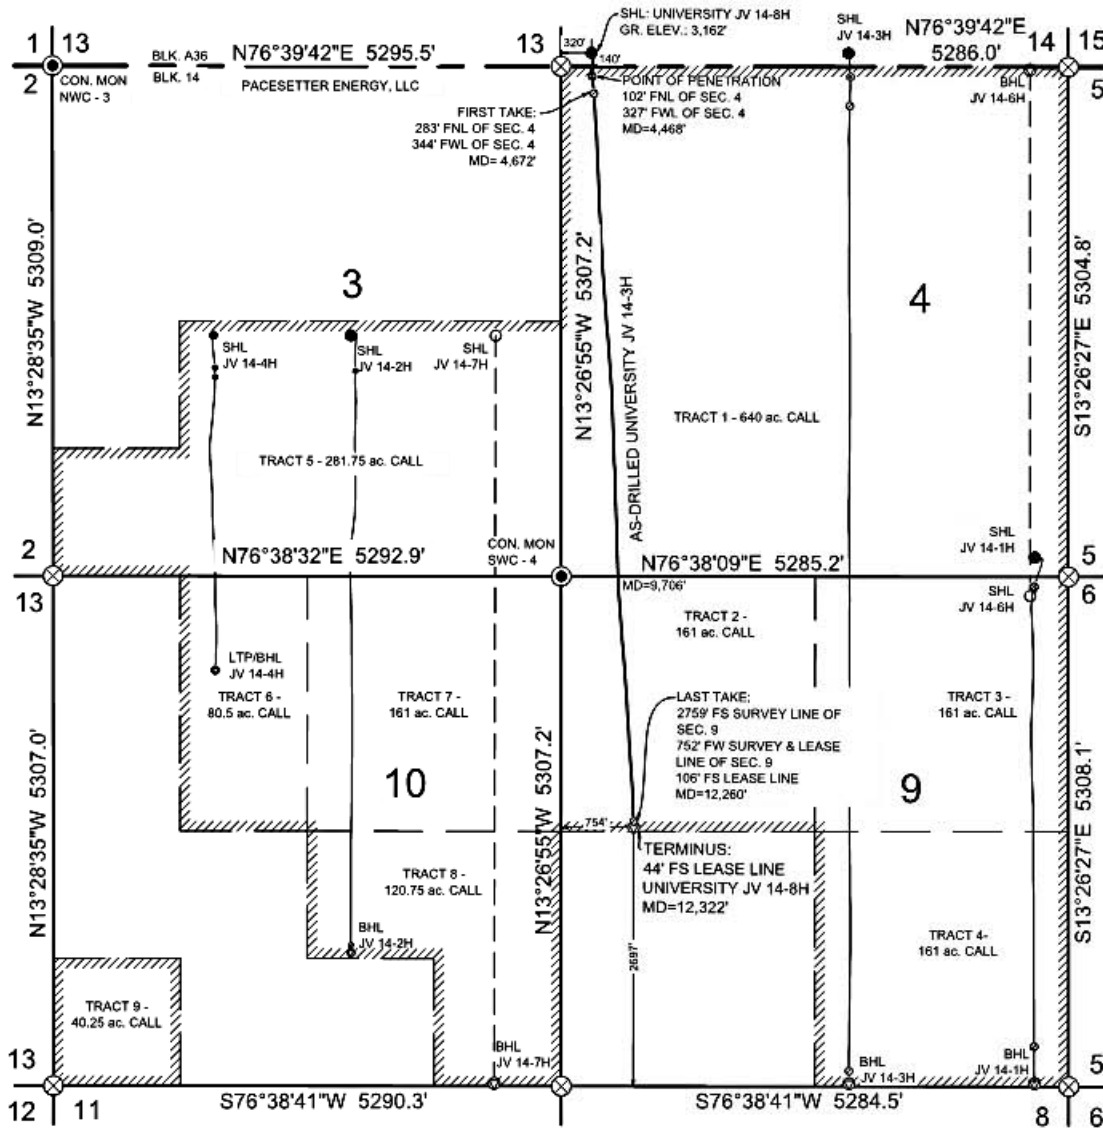 1 13
BLK. A36
N76°39'42"E 5295.5'
13
320'
SHL: UNIVERSITY JV 14-8H
GR. ELEV.: 3,162'
140'
SHL
JV 14-3H
N76°39'42"E
5286.0'
14 15
2
CON. MON
NWC - 3
BLK. 14
PACESETTER ENERGY, LLC
POINT OF PENETRATION
102' FNL OF SEC. 4
327' FWL OF SEC. 4
MD=4,468'
BHL
JV 14-6H
5
FIRST TAKE:
283' FNL OF SEC. 4
344' FWL OF SEC. 4
MD= 4,672'
N13°28'35"W 5309.0'
3
N13°26'55"W 5307.2'
AS-DRILLED UNIVERSITY JV 14-3H
4
S13°26'27"E 5304.8'
SHL
JV 14-4H
SHL
JV 14-2H
SHL
JV 14-7H
TRACT 1 - 640 ac. CALL
TRACT 5 - 281.75 ac. CALL
2
N76°38'32"E 5292.9'
CON. MON
SWC - 4
N76°38'09"E 5285.2'
SHL
JV 14-1H
5
13
MD=9,706'
SHL
JV 14-6H
6
TRACT 2 -
161 ac. CALL
LTP/BHL
JV 14-4H
TRACT 6 -
80.5 ac. CALL
TRACT 7 -
161 ac. CALL
LAST TAKE:
2759' FS SURVEY LINE OF
SEC. 9
752' FW SURVEY & LEASE
LINE OF SEC. 9
106' FS LEASE LINE
MD=12,260'
TRACT 3 -
161 ac. CALL
N13°28'35"W 5307.0'
10
N13°26'55"W 5307.2'
9
S13°26'27"E 5308.1'
754'
TERMINUS:
44' FS LEASE LINE
UNIVERSITY JV 14-8H
MD=12,322'
TRACT 8 -
120.75 ac. CALL
BHL
JV 14-2H
2697'
TRACT 4-
161 ac. CALL
TRACT 9 -
40.25 ac. CALL
13
BHL
JV 14-7H
BHL
JV 14-3H
BHL
JV 14-1H
5
12 11
S76°38'41"W 5290.3'
S76°38'41"W 5284.5'
8 6